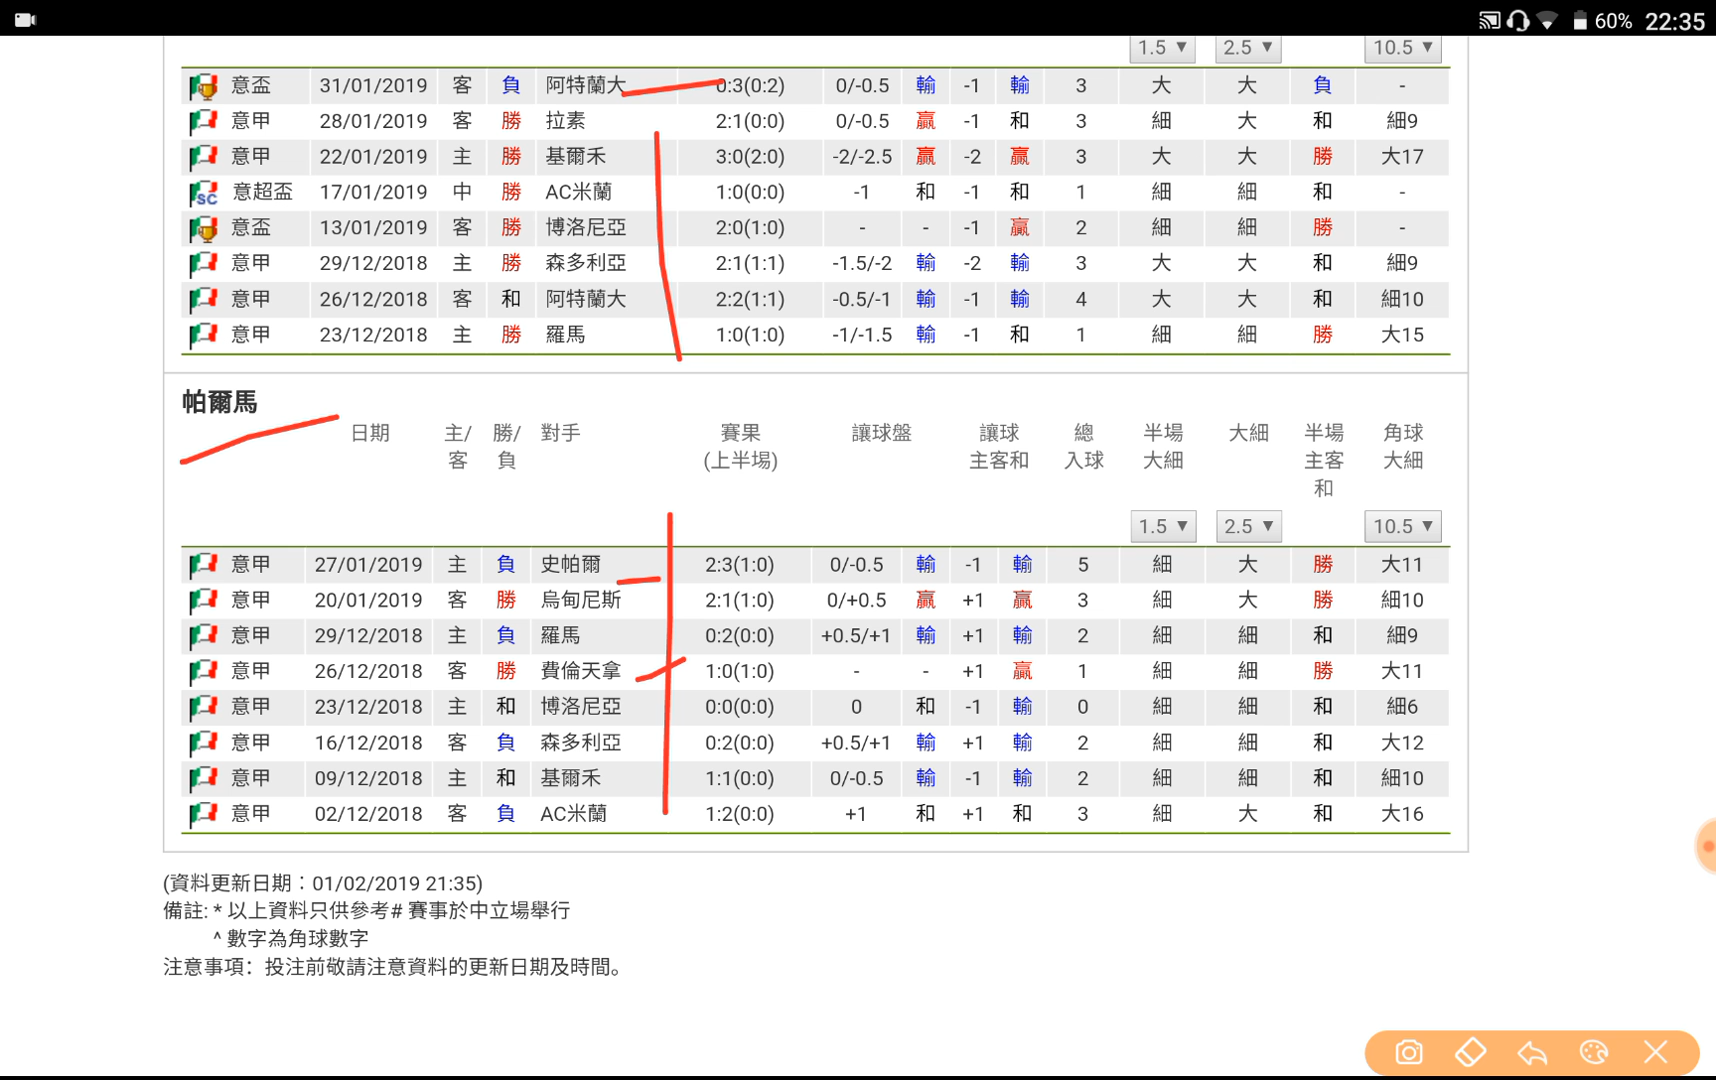 60% 22:35
1.5 ▼ 2.5 ▼ 10.5 ▼
意盃 31/01/2019 客 負 阿特蘭大 0:3(0:2) 0/-0.5 輸 -1 輸 3 大 大 負 -
意甲 28/01/2019 客 勝 拉素 2:1(0:0) 0/-0.5 贏 -1 和 3 細 大 和 細9
意甲 22/01/2019 主 勝 基爾禾 3:0(2:0) -2/-2.5 贏 -2 贏 3 大 大 勝 大17
SC 意超盃 17/01/2019 中 勝 AC米蘭 1:0(0:0) -1 和 -1 和 1 細 細 和 -
意盃 13/01/2019 客 勝 博洛尼亞 2:0(1:0) - - -1 贏 2 細 細 勝 -
意甲 29/12/2018 主 勝 森多利亞 2:1(1:1) -1.5/-2 輸 -2 輸 3 大 大 和 細9
意甲 26/12/2018 客 和 阿特蘭大 2:2(1:1) -0.5/-1 輸 -1 輸 4 大 大 和 細10
意甲 23/12/2018 主 勝 羅馬 1:0(1:0) -1/-1.5 輸 -1 和 1 細 細 勝 大15
帕爾馬
日期 主/ 勝/ 對手 賽果 讓球盤 讓球 總 半場 大細 半場 角球
客 負 (上半埸) 主客和 入球 大細 主客 大細
和
1.5 ▼ 2.5 ▼ 10.5 ▼
意甲 27/01/2019 主 負 史帕爾 2:3(1:0) 0/-0.5 輸 -1 輸 5 細 大 勝 大11
意甲 20/01/2019 客 勝 烏甸尼斯 2:1(1:0) 0/+0.5 贏 +1 贏 3 細 大 勝 細10
意甲 29/12/2018 主 負 羅馬 0:2(0:0) +0.5/+1 輸 +1 輸 2 細 細 和 細9
意甲 26/12/2018 客 勝 費倫天拿 1:0(1:0) - - +1 贏 1 細 細 勝 大11
意甲 23/12/2018 主 和 博洛尼亞 0:0(0:0) 0 和 -1 輸 0 細 細 和 細6
意甲 16/12/2018 客 負 森多利亞 0:2(0:0) +0.5/+1 輸 +1 輸 2 細 細 和 大12
意甲 09/12/2018 主 和 基爾禾 1:1(0:0) 0/-0.5 輸 -1 輸 2 細 細 和 細10
意甲 02/12/2018 客 負 AC米蘭 1:2(0:0) +1 和 +1 和 3 細 大 和 大16
(資料更新日期：01/02/2019 21:35)
備註: * 以上資料只供參考# 賽事於中立場舉行
^ 數字為角球數字
注意事項：投注前敬請注意資料的更新日期及時間。